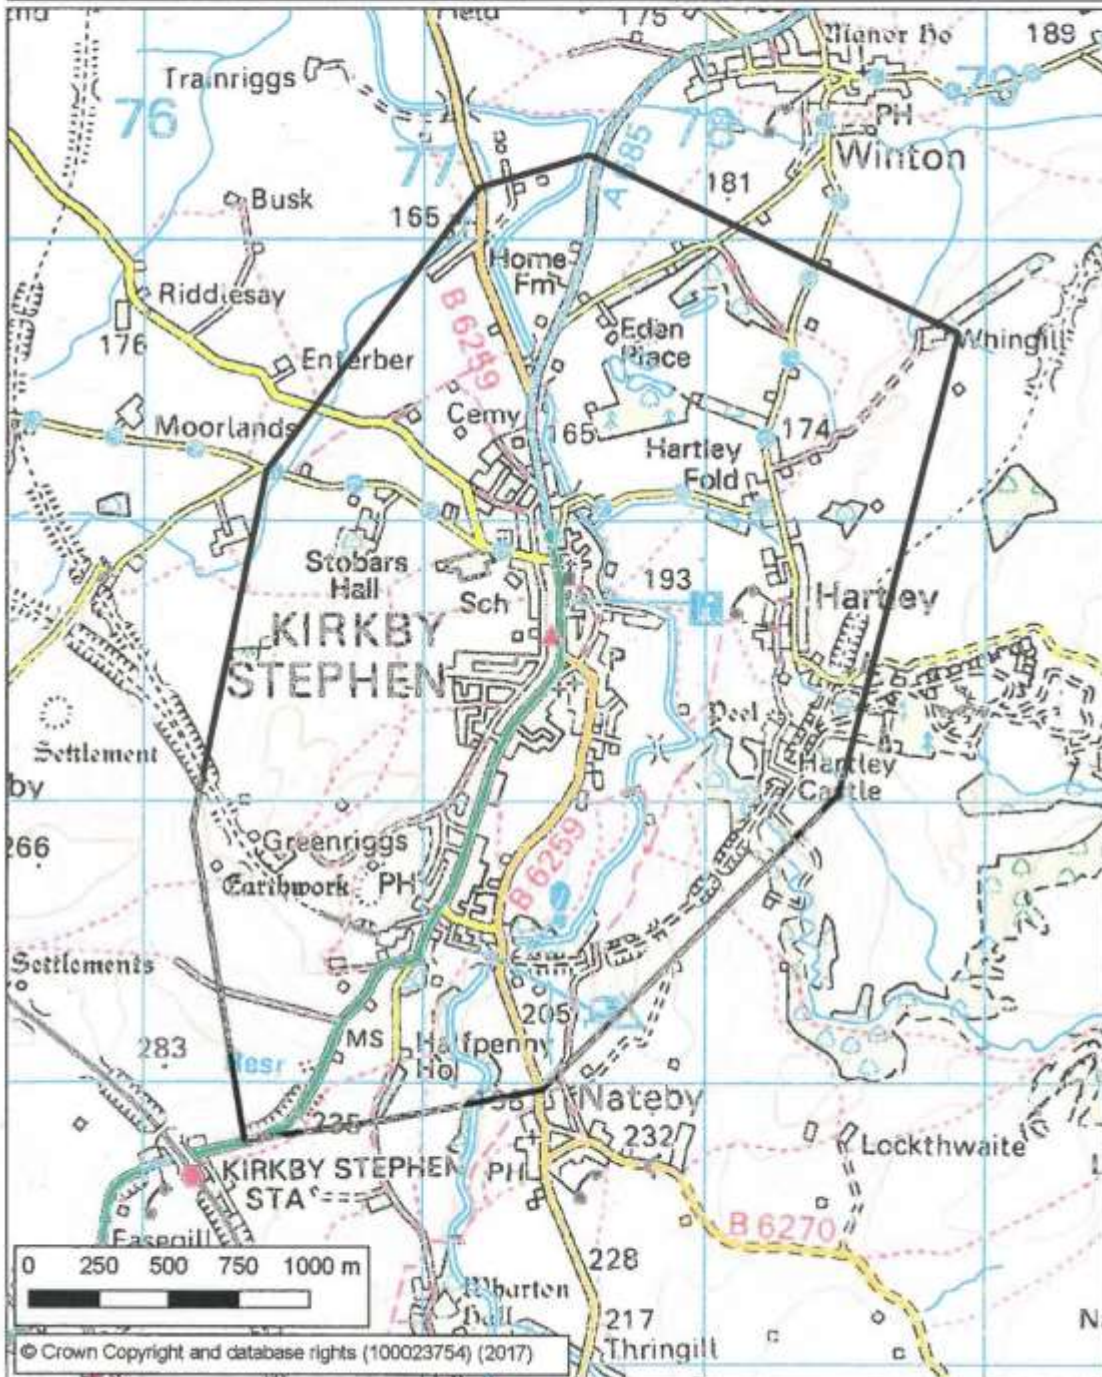 Field
175
Manor Ho
189
Trainriggs
76
77
78
79
PH
Winton
A 685
181
Busk
165
Home
Fm
Riddlesay
B 6259
176
Eden
Place
Whingill
Enterber
Cemy
Moorlands
165
174
Hartley
Fold
Stobars
Hall
193
Sch
Hartley
KIRKBY
STEPHEN
Peel
Settlement
Hartley
Castle
by
266
Greenriggs
Earthwork
PH
B 6259
Settlements
205
MS
Halfpenny
Ho
283
Resr
Nateby
235
232
Lockthwaite
KIRKBY STEPHEN
STA
PH
B 6270
Easegill
228
0 250 500 750 1000 m
Wharton
Hall
217
Thringill
© Crown Copyright and database rights (100023754) (2017)